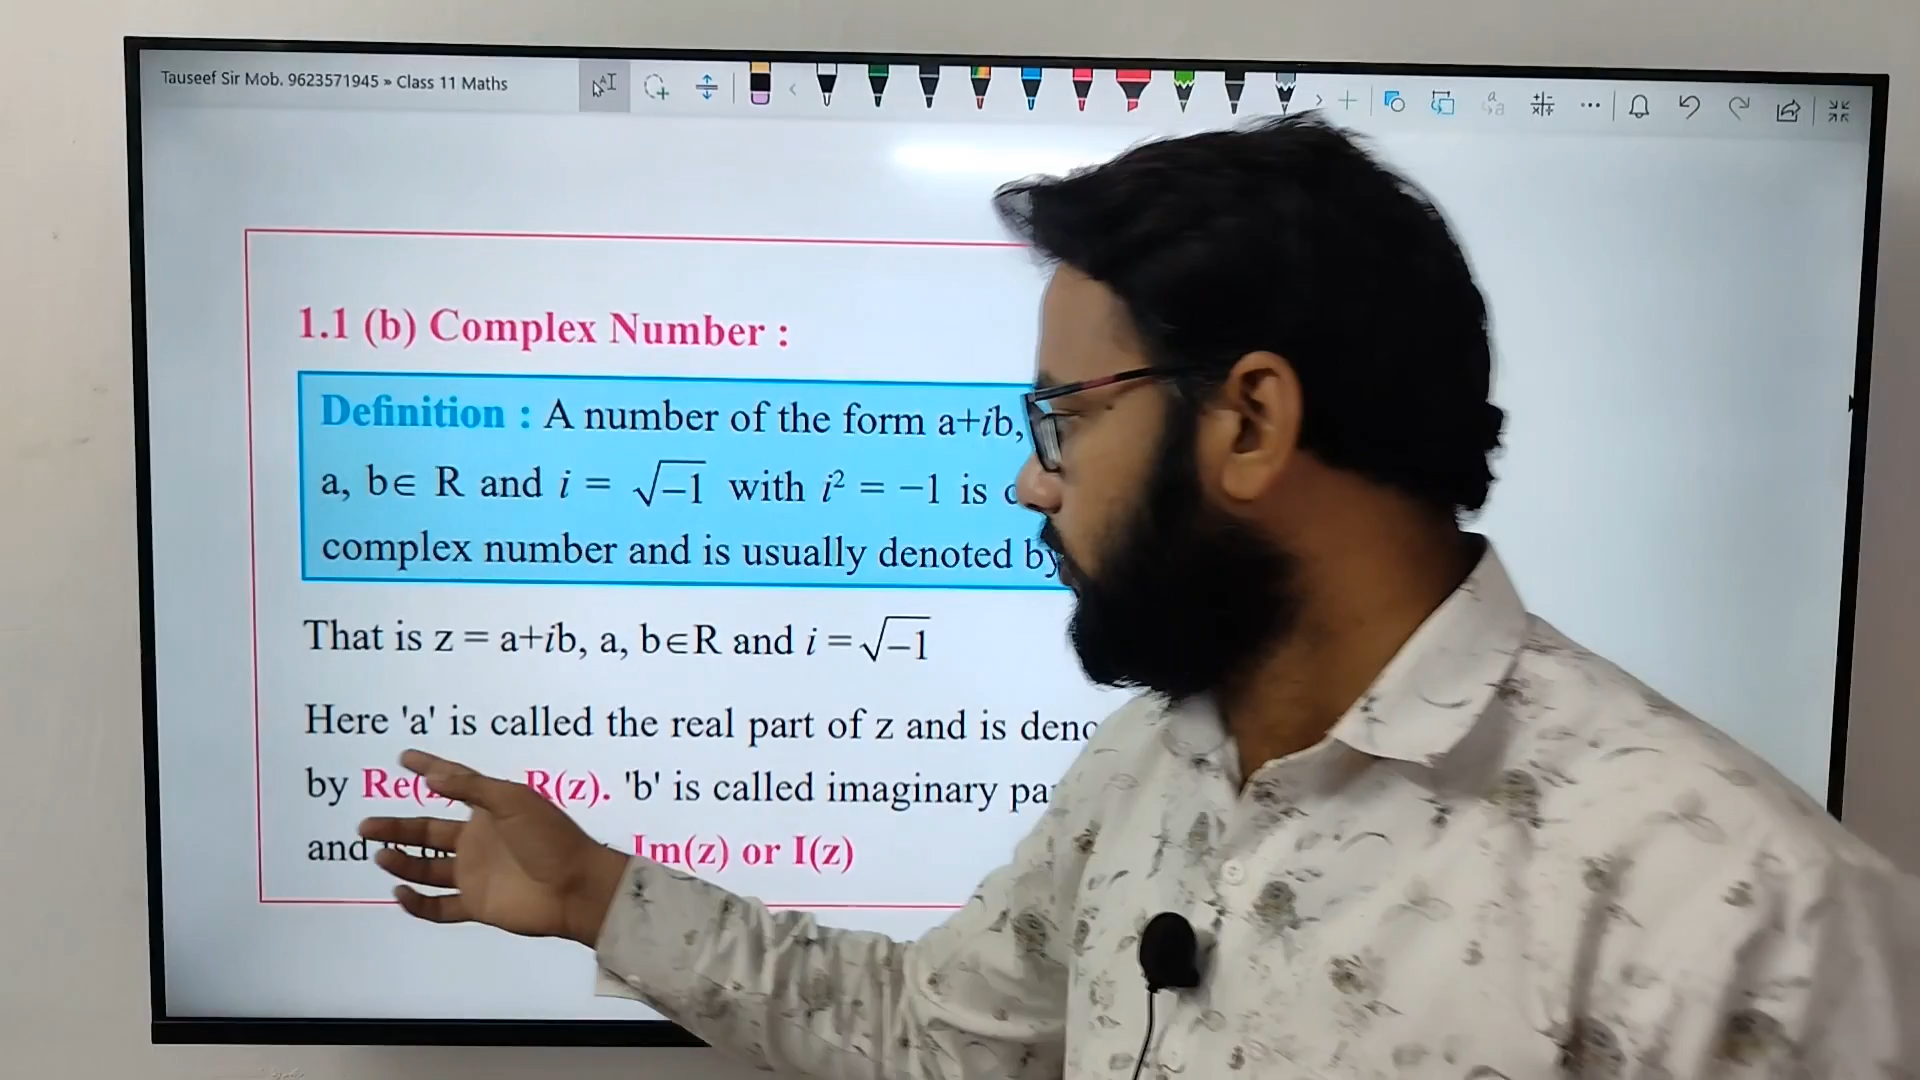 Tauseef Sir Mob. 9623571945 » Class 11 Maths
1.1 (b) Complex Number :
Definition : A number of the form a+ib,
a, b∈ R and i = √−1 with i² = −1 is
complex number and is usually denoted by
That is z = a+ib, a, b∈R and i = √−1
Here 'a' is called the real part of z and is
by R(z). 'b' is called imaginary
and Im(z) or I(z)